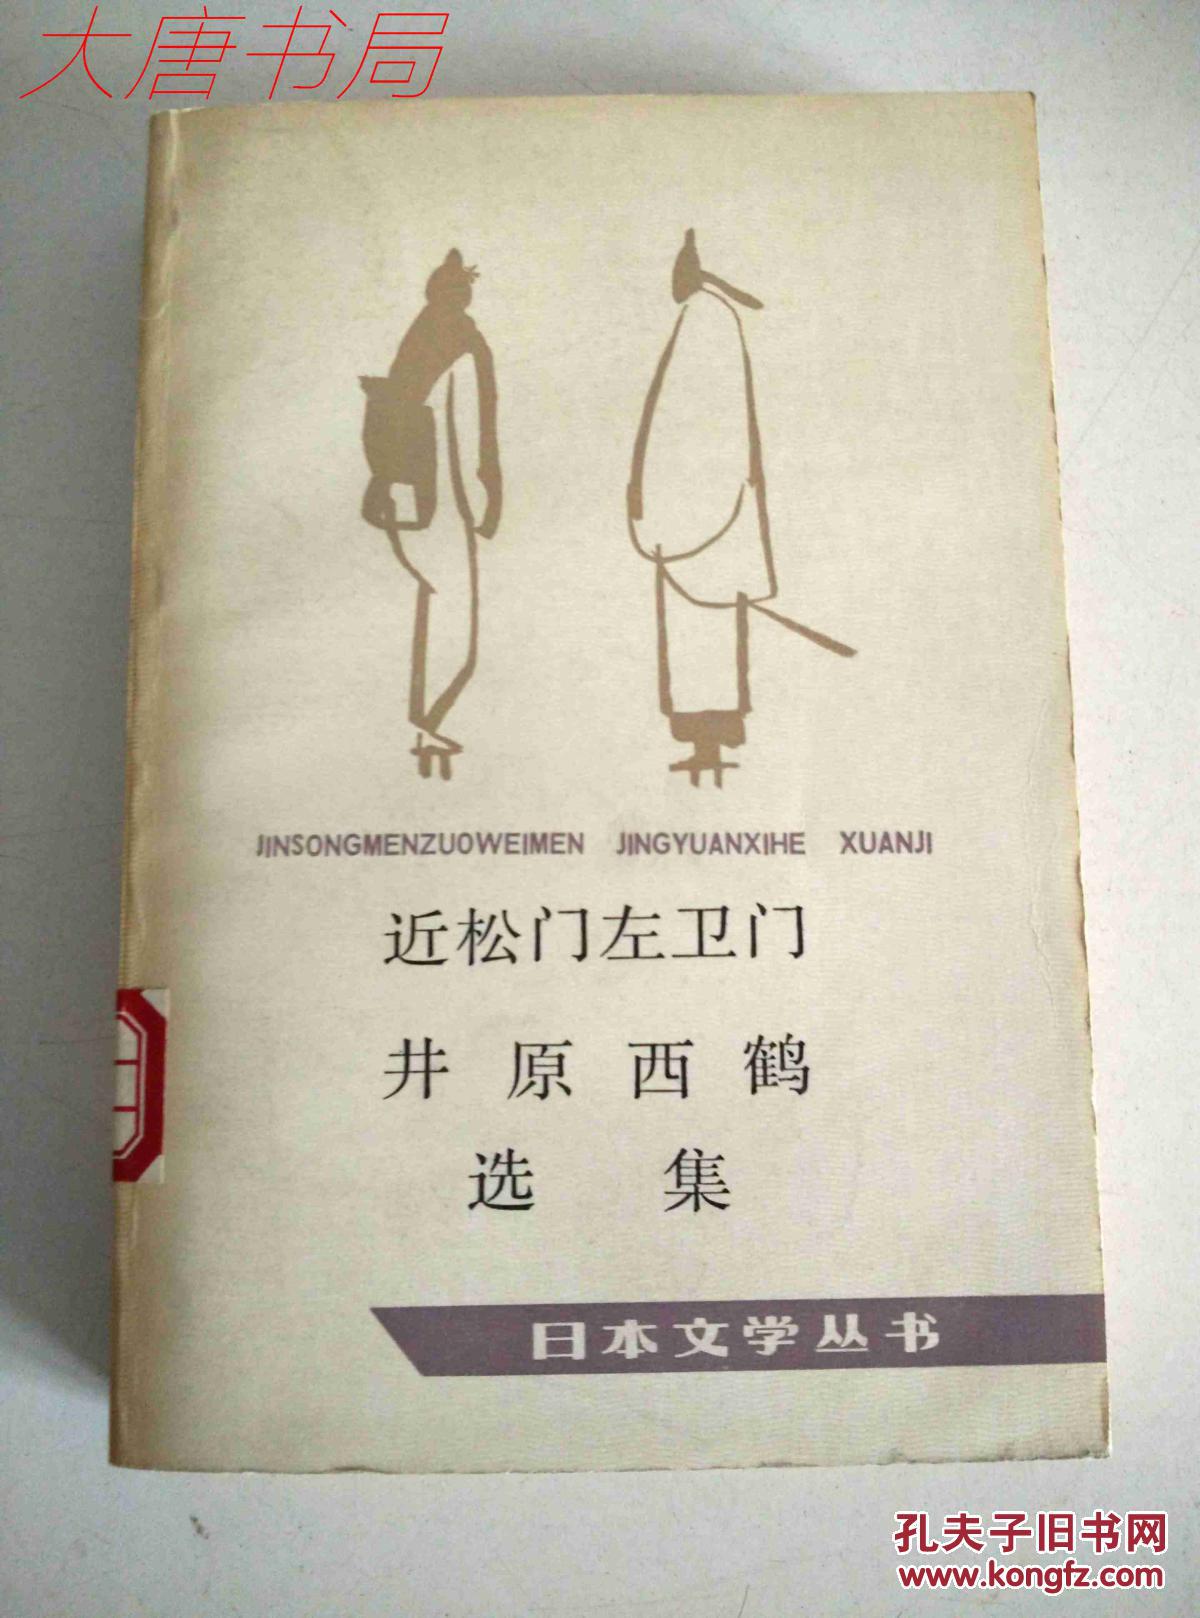 大唐书局
JINSONGMENZUOWEIMEN JINGYUANXIHE XUANJI
近松门左卫门
井原西鹤
选集
日本文学丛书
孔夫子旧书网
www.kongfz.com